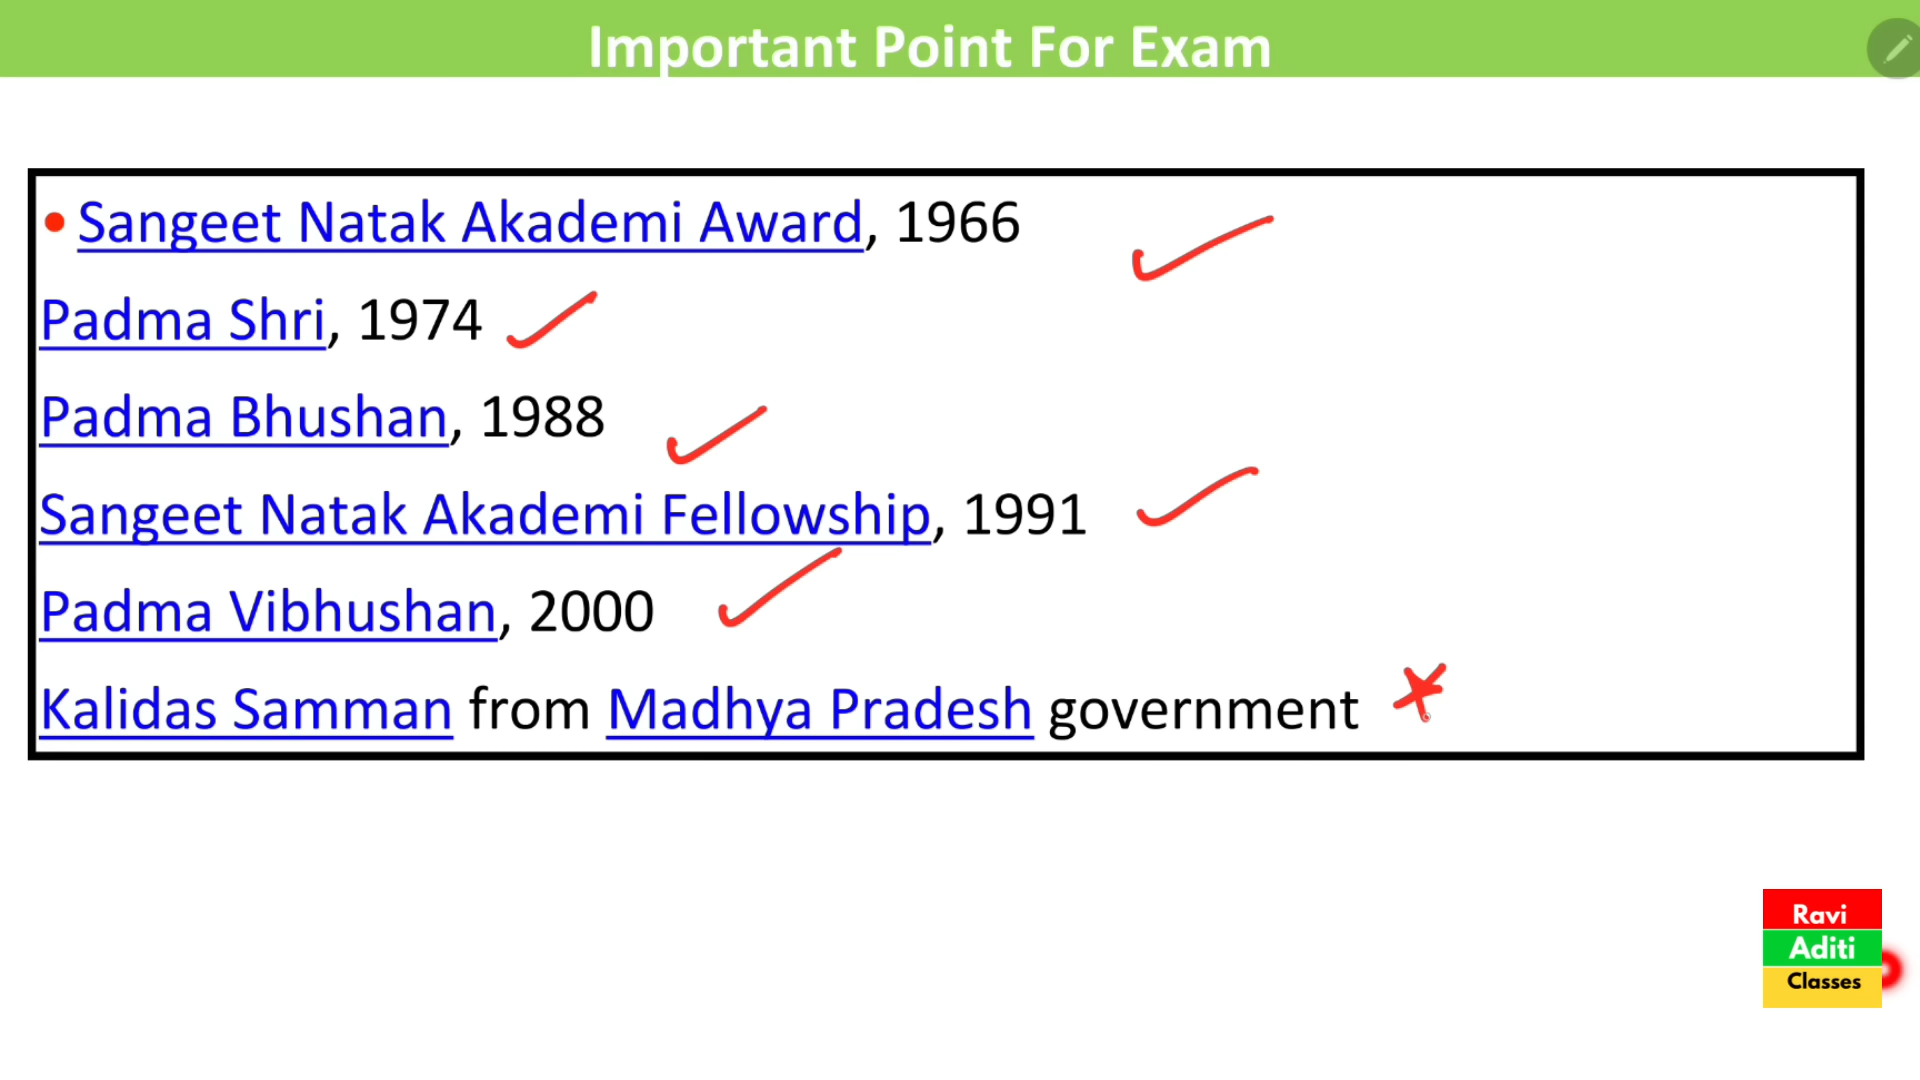 Important Point For Exam
• Sangeet Natak Akademi Award, 1966
Padma Shri, 1974
Padma Bhushan, 1988
Sangeet Natak Akademi Fellowship, 1991
Padma Vibhushan, 2000
Kalidas Samman from Madhya Pradesh government
Ravi
Aditi
Classes